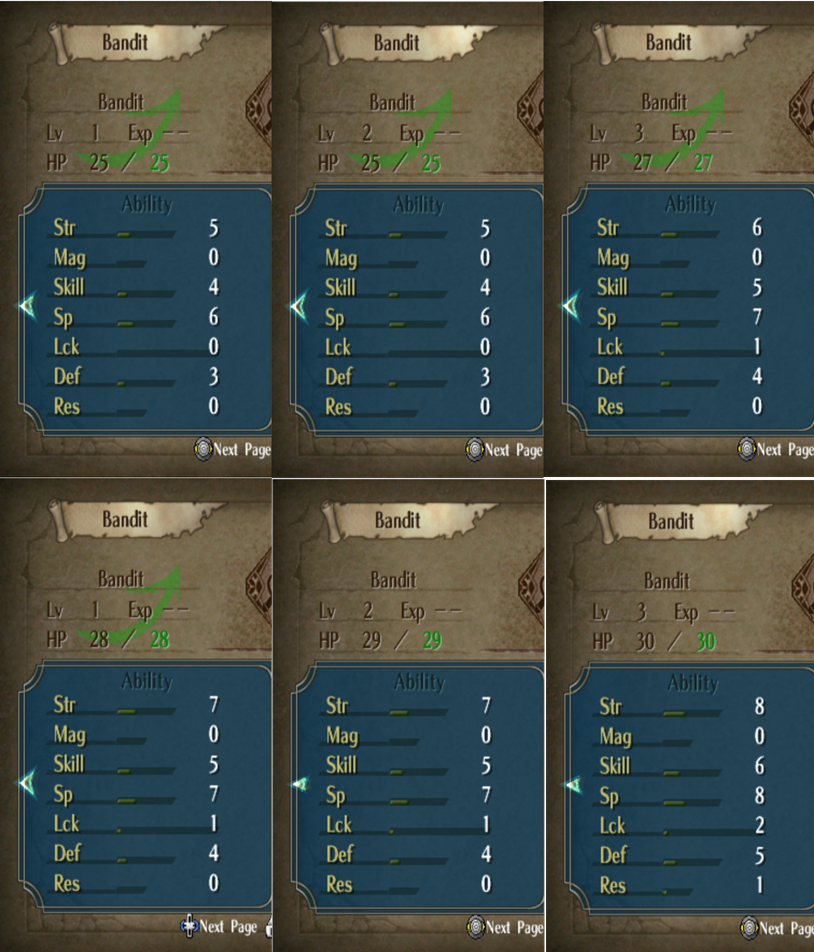 Bandit
Bandit
Lv 1 Exp --
HP 25 / 25
Ability
Str 5
Mag 0
Skill 4
Sp 6
Lck 0
Def 3
Res 0
Next Page
Bandit
Bandit
Lv 2 Exp --
HP 25 / 25
Ability
Str 5
Mag 0
Skill 4
Sp 6
Lck 0
Def 3
Res 0
Next Page
Bandit
Bandit
Lv 3 Exp --
HP 27 / 27
Ability
Str 6
Mag 0
Skill 5
Sp 7
Lck 1
Def 4
Res 0
Next Page
Bandit
Bandit
Lv 1 Exp --
HP 28 / 28
Ability
Str 7
Mag 0
Skill 5
Sp 7
Lck 1
Def 4
Res 0
Next Page
Bandit
Bandit
Lv 2 Exp --
HP 29 / 29
Ability
Str 7
Mag 0
Skill 5
Sp 7
Lck 1
Def 4
Res 0
Next Page
Bandit
Bandit
Lv 3 Exp --
HP 30 / 30
Ability
Str 8
Mag 0
Skill 6
Sp 8
Lck 2
Def 5
Res 1
Next Page